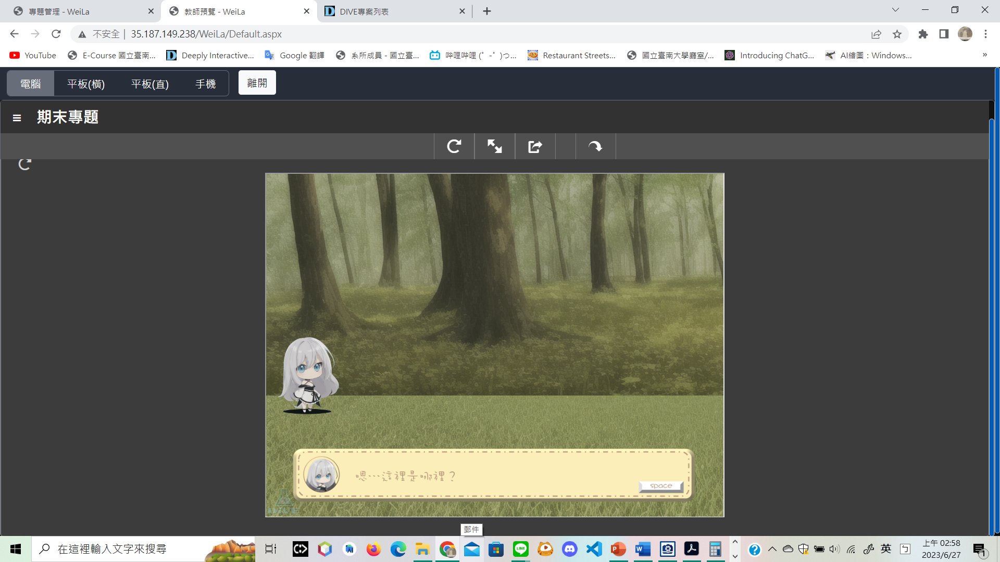 專題管理 - WeiLa
教師預覽 - WeiLa
DIVE專案列表
不安全 | 35.187.149.238/WeiLa/Default.aspx
YouTube
E-Course 國立臺南...
Deeply Interactive...
Google 翻譯
系所成員 - 國立臺...
嗶哩嗶哩 (゜-゜)つ...
Restaurant Streets...
國立臺南大學廳室/...
Introducing ChatG...
AI繪圖：Windows...
»
電腦
平板(橫)
平板(直)
手機
離開
期末專題
嗯…這裡是哪裡？
space
DIVE
郵件
在這裡輸入文字來搜尋
英
ㄅ
上午 02:58
2023/6/27
1